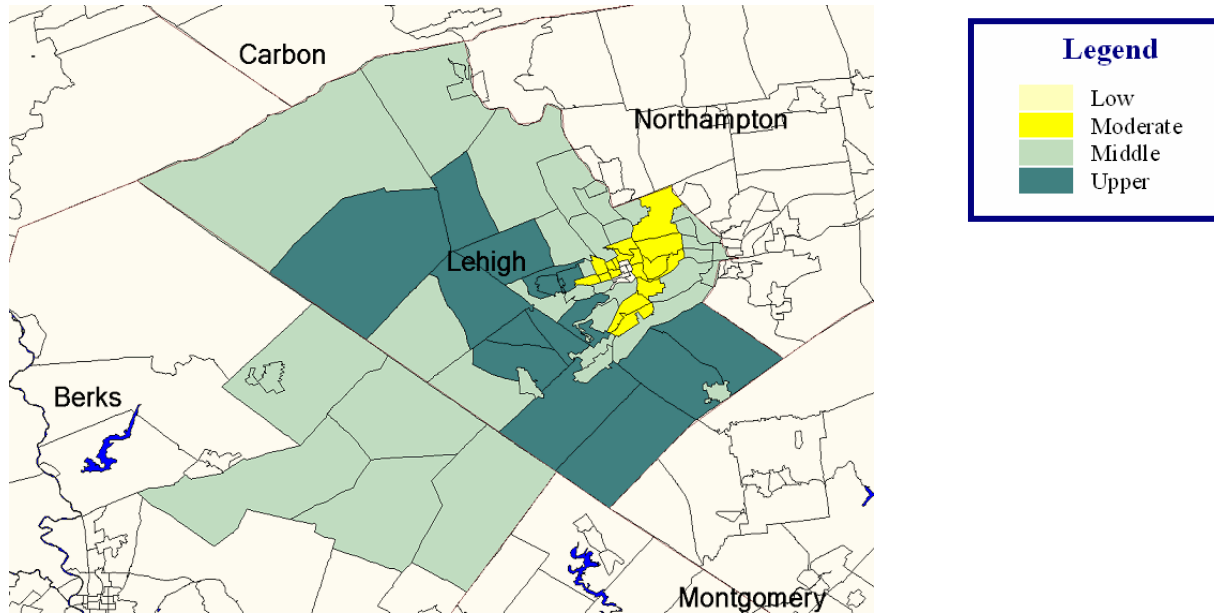 Carbon
Northampton
Lehigh
Berks
Montgomery
Legend
Low
Moderate
Middle
Upper